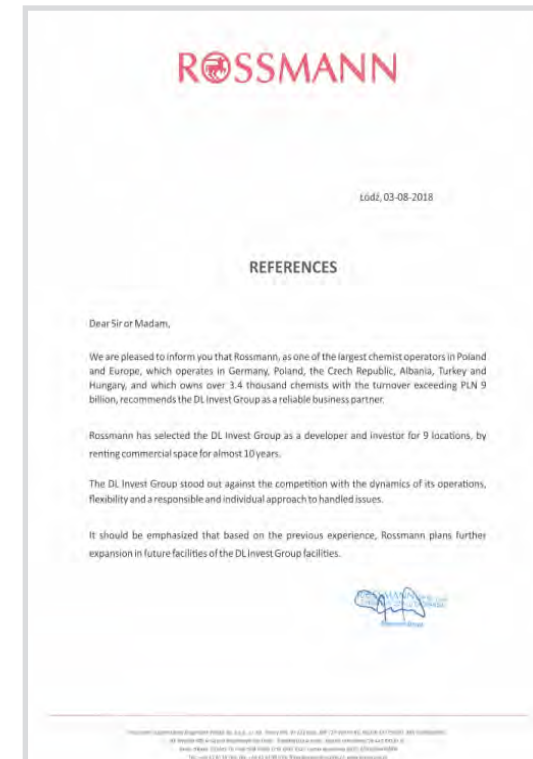 ROSSMANN
Łódź, 03-08-2018
REFERENCES
Dear Sir or Madam,
We are pleased to inform you that Rossmann, as one of the largest chemist operators in Poland
and Europe, which operates in Germany, Poland, the Czech Republic, Albania, Turkey and
Hungary, and which owns over 3.4 thousand chemists with the turnover exceeding PLN 9
billion, recommends the DL Invest Group as a reliable business partner.
Rossmann has selected the DL Invest Group as a developer and investor for 9 locations, by
renting commercial space for almost 10 years.
The DL Invest Group stood out against the competition with the dynamics of its operations,
flexibility and a responsible and individual approach to handled issues.
It should be emphasized that based on the previous experience, Rossmann plans further
expansion in future facilities of the DL Invest Group facilities.
ROSSMANN